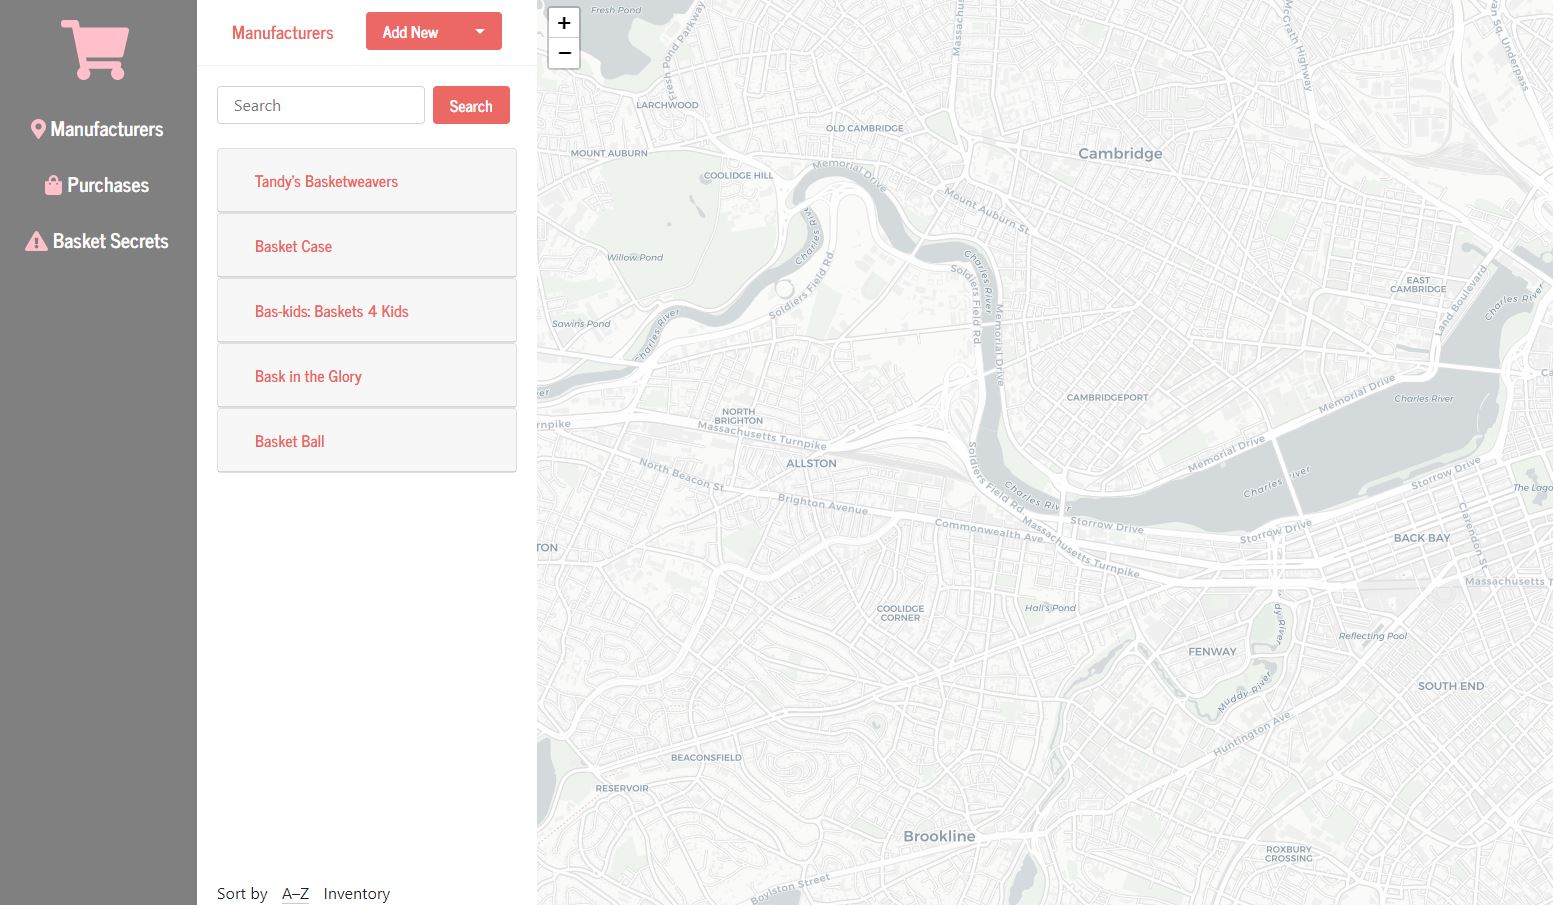 Manufacturers
Purchases
Basket Secrets
Manufacturers
Add New
Search
Search
Tandy's Basketweavers
Basket Case
Bas-kids: Baskets 4 Kids
Bask in the Glory
Basket Ball
Sort by A–Z Inventory
+
−
Fresh Pond
Fresh Pond Parkway
LARCHWOOD
MOUNT AUBURN
OLD CAMBRIDGE
COOLIDGE HILL
Memorial Drive
Mount Auburn St
Cambridge
McGrath Highway
Underpass
Willow Pond
Charles River
Soldiers Field Rd
Soldiers Field Rd.
Charles River
Memorial Drive
Sawins Pond
Charles River
EAST
CAMBRIDGE
Land Boulevard
Charles River
CAMBRIDGEPORT
Memorial Drive
Charles River
NORTH
BRIGHTON
rnpike
Massachusetts Turnpike
ALLSTON
North Beacon St
Brighton Avenue
Soldiers Field Rd
Charles River
Memorial Drive
Charles River
Storrow Drive
Storrow Drive
Storrow Drive
Commonwealth Ave
Massachusetts Turnpike
BACK BAY
Clarendon St
The Lago
Massachusetts T
TON
COOLIDGE
CORNER
Hall's Pond
FENWAY
Muddy River
Reflecting Pool
SOUTH END
Huntington Ave
BEACONSFIELD
RESERVOIR
Brookline
Boylston Street
ROXBURY
CROSSING